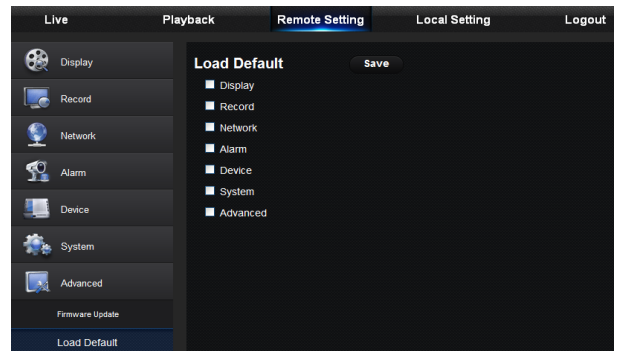 Live Playback Remote Setting Local Setting Logout
Display
Record
Network
Alarm
Device
System
Advanced
Firmware Update
Load Default
Load Default Save
Display
Record
Network
Alarm
Device
System
Advanced